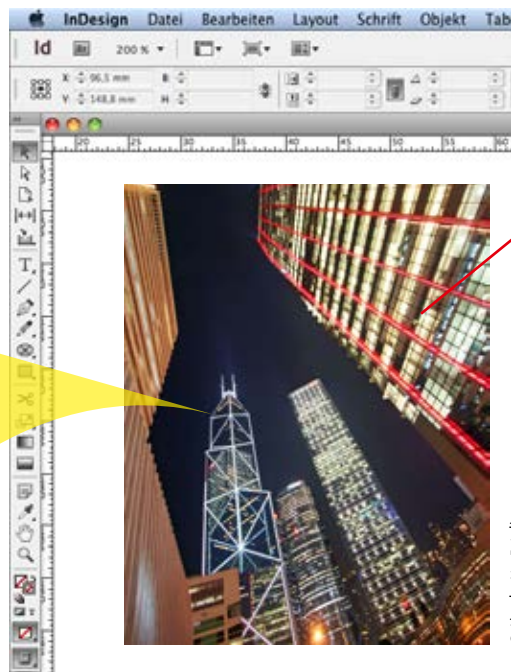 InDesign Datei Bearbeiten Layout Schrift Objekt
Id Br 200 %
X: 96,5 mm B:
Y: 148,8 mm H:
20 25 30 35 40 45 50 55 60